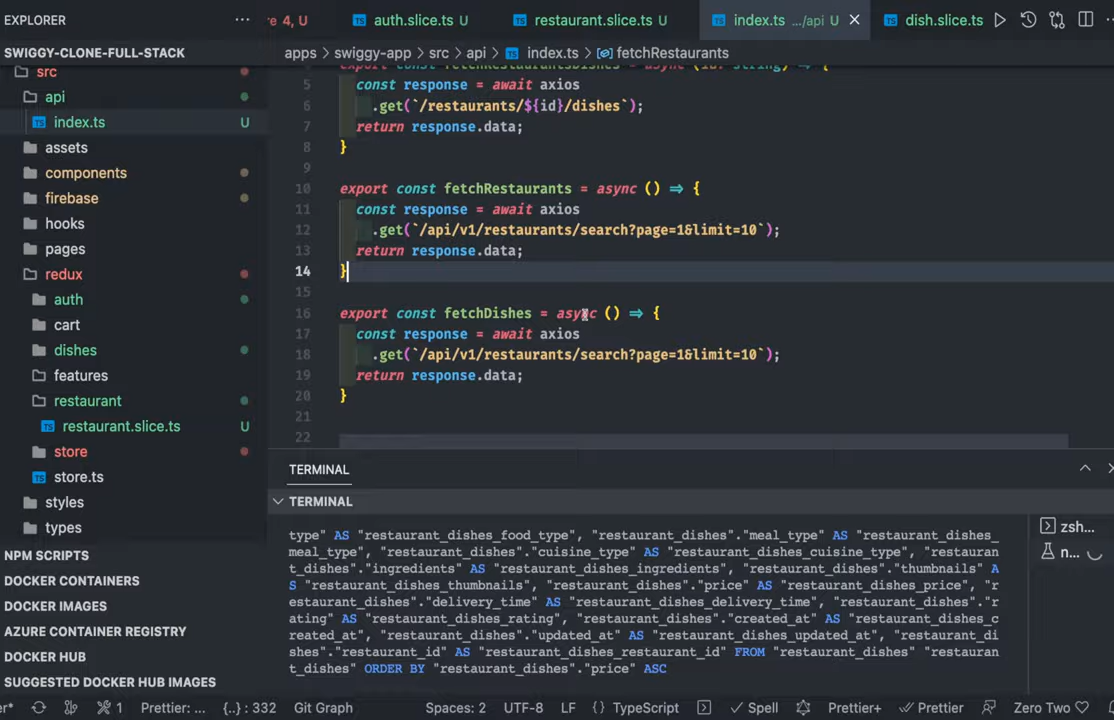 EXPLORER
···
re 4, U
auth.slice.ts U
restaurant.slice.ts U
index.ts .../api U
dish.slice.ts
SWIGGY-CLONE-FULL-STACK
apps > swiggy-app > src > api > index.ts > fetchRestaurants
src
api
index.ts U
assets
components
firebase
hooks
pages
redux
auth
cart
dishes
features
restaurant
restaurant.slice.ts U
store
store.ts
styles
types
NPM SCRIPTS
DOCKER CONTAINERS
DOCKER IMAGES
AZURE CONTAINER REGISTRY
DOCKER HUB
SUGGESTED DOCKER HUB IMAGES
4 export const fetchRestaurantsDishes = async (id: string) => {
5 const response = await axios
6 .get(`/restaurants/${id}/dishes`);
7 return response.data;
8 }
9
10 export const fetchRestaurants = async () => {
11 const response = await axios
12 .get(`/api/v1/restaurants/search?page=1&limit=10`);
13 return response.data;
14 }
15
16 export const fetchDishes = async () => {
17 const response = await axios
18 .get(`/api/v1/restaurants/search?page=1&limit=10`);
19 return response.data;
20 }
21
22
TERMINAL
TERMINAL
type" AS "restaurant_dishes_food_type", "restaurant_dishes"."meal_type" AS "restaurant_dishes_
meal_type", "restaurant_dishes"."cuisine_type" AS "restaurant_dishes_cuisine_type", "restauran
t_dishes"."ingredients" AS "restaurant_dishes_ingredients", "restaurant_dishes"."thumbnails" A
S "restaurant_dishes_thumbnails", "restaurant_dishes"."price" AS "restaurant_dishes_price", "r
estaurant_dishes"."delivery_time" AS "restaurant_dishes_delivery_time", "restaurant_dishes"."r
ating" AS "restaurant_dishes_rating", "restaurant_dishes"."created_at" AS "restaurant_dishes_c
reated_at", "restaurant_dishes"."updated_at" AS "restaurant_dishes_updated_at", "restaurant_di
shes"."restaurant_id" AS "restaurant_dishes_restaurant_id" FROM "restaurant_dishes" "restauran
t_dishes" ORDER BY "restaurant_dishes"."price" ASC
zsh...
n...
r* 1 Prettier: ... {..} : 332 Git Graph Spaces: 2 UTF-8 LF {} TypeScript Spell Prettier+ Prettier Zero Two